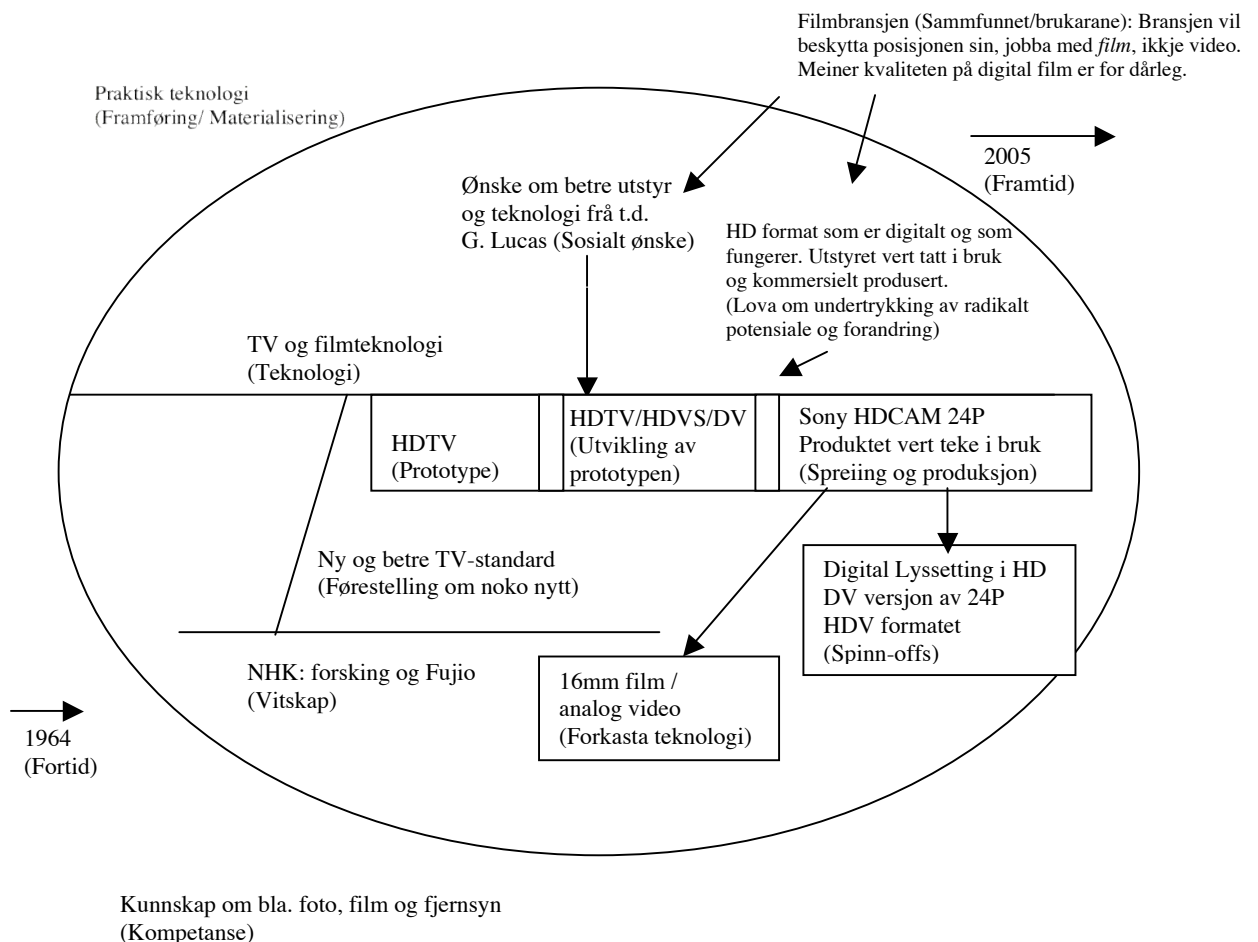 Filmbransjen (Sammfunnet/brukarane): Bransjen vil
beskytta posisjonen sin, jobba med film, ikkje video.
Meiner kvaliteten på digital film er for dårleg.
Praktisk teknologi
(Framføring/ Materialisering)
2005
(Framtid)
Ønske om betre utstyr
og teknologi frå t.d.
G. Lucas (Sosialt ønske)
HD format som er digitalt og som
fungerer. Utstyret vert tatt i bruk
og kommersielt produsert.
(Lova om undertrykking av radikalt
potensiale og forandring)
TV og filmteknologi
(Teknologi)
HDTV
(Prototype)
HDTV/HDVS/DV
(Utvikling av
prototypen)
Sony HDCAM 24P
Produktet vert teke i bruk
(Spreiing og produksjon)
Ny og betre TV-standard
(Førestelling om noko nytt)
Digital Lyssetting i HD
DV versjon av 24P
HDV formatet
(Spinn-offs)
NHK: forsking og Fujio
(Vitskap)
16mm film /
analog video
(Forkasta teknologi)
1964
(Fortid)
Kunnskap om bla. foto, film og fjernsyn
(Kompetanse)